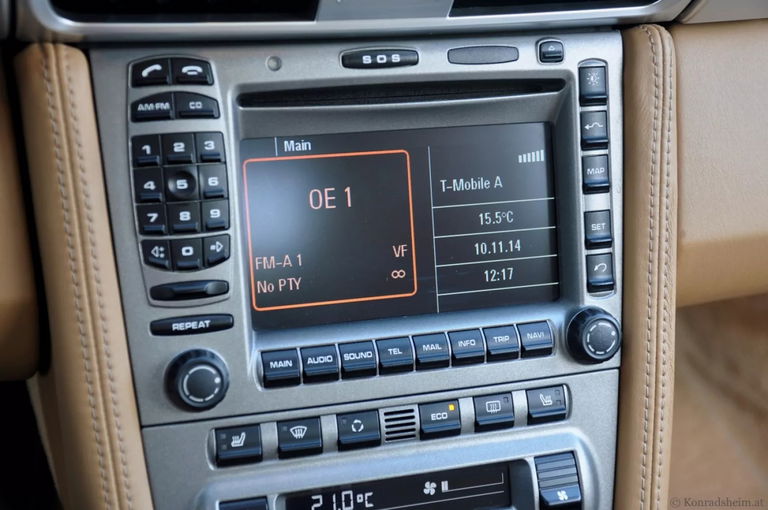 SOS
AM·FM CD
1 2 3
4 5 6
7 8 9
0
REPEAT
Main
OE 1
FM-A 1 VF
No PTY ∞
T-Mobile A
15.5°C
10.11.14
12:17
MAP
SET
MAIN AUDIO SOUND TEL MAIL INFO TRIP NAVI
ECO
21.0°C
© Konradsheim.at